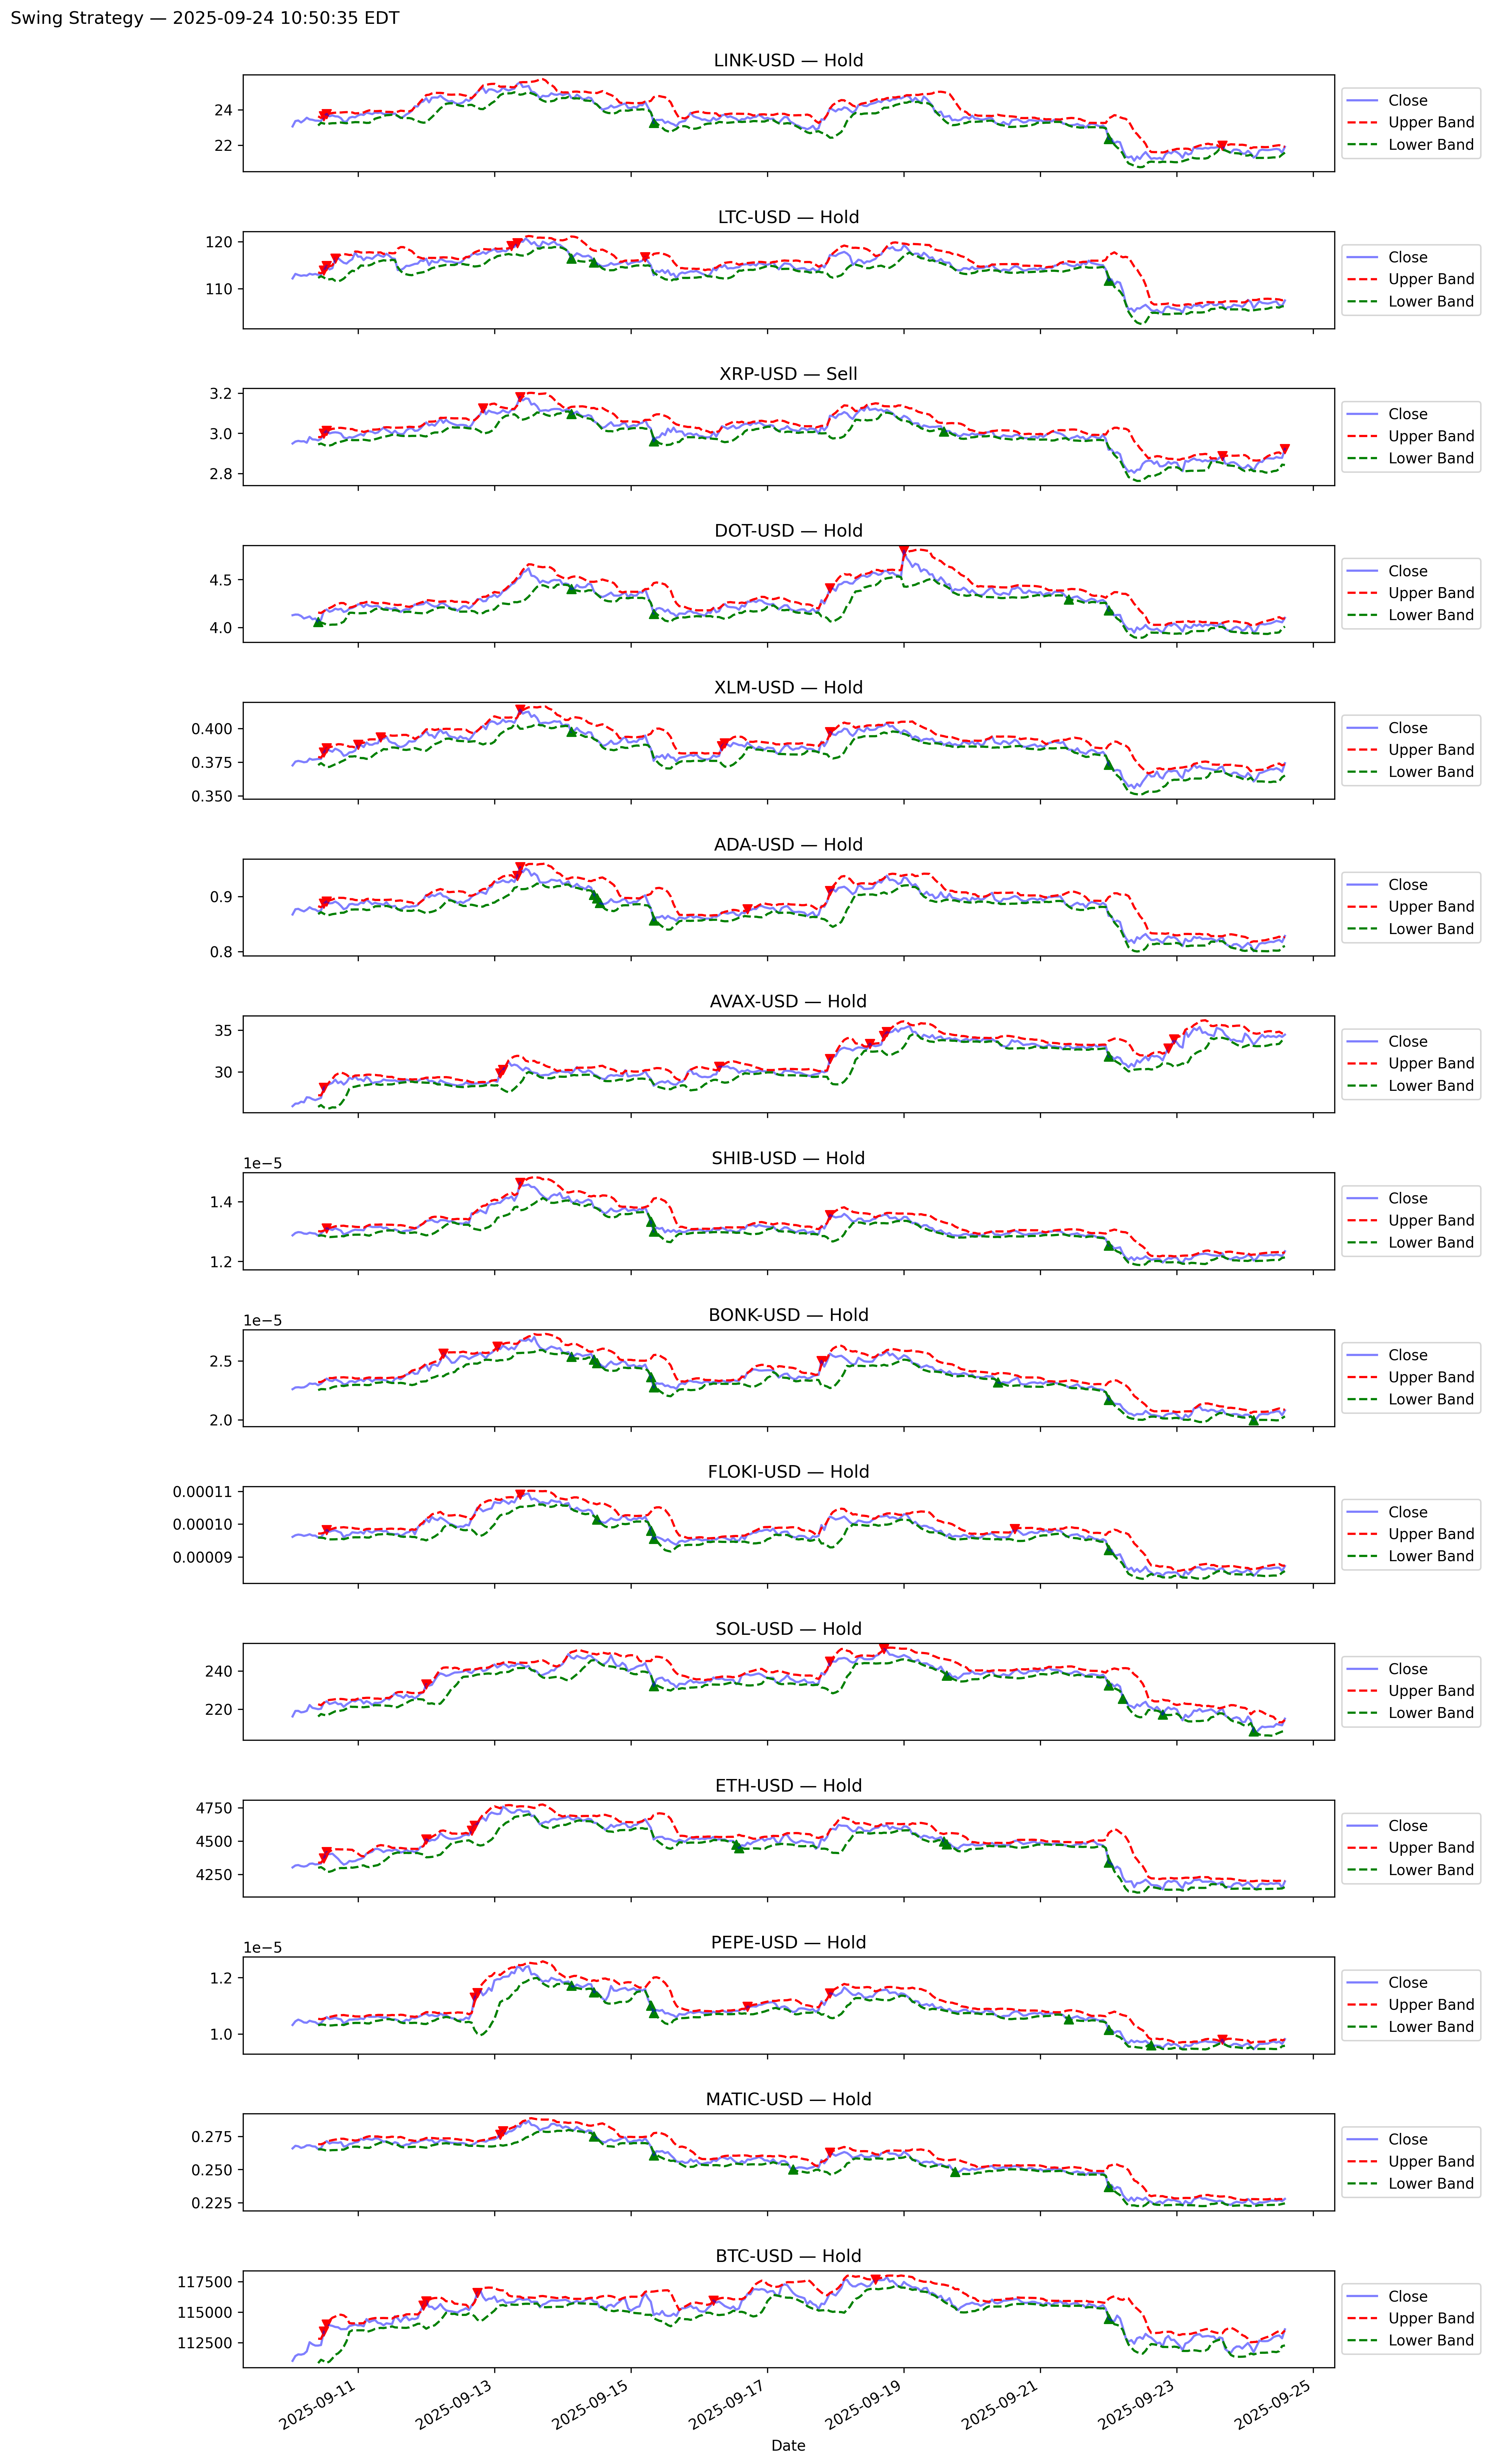 Swing Strategy — 2025-09-24 10:50:35 EDT
LINK-USD — Hold
24
22
Close
Upper Band
Lower Band
LTC-USD — Hold
120
110
Close
Upper Band
Lower Band
XRP-USD — Sell
3.2
3.0
2.8
Close
Upper Band
Lower Band
DOT-USD — Hold
4.5
4.0
Close
Upper Band
Lower Band
XLM-USD — Hold
0.400
0.375
0.350
Close
Upper Band
Lower Band
ADA-USD — Hold
0.9
0.8
Close
Upper Band
Lower Band
AVAX-USD — Hold
35
30
Close
Upper Band
Lower Band
SHIB-USD — Hold
1e−5
1.4
1.2
Close
Upper Band
Lower Band
BONK-USD — Hold
1e−5
2.5
2.0
Close
Upper Band
Lower Band
FLOKI-USD — Hold
0.00011
0.00010
0.00009
Close
Upper Band
Lower Band
SOL-USD — Hold
240
220
Close
Upper Band
Lower Band
ETH-USD — Hold
4750
4500
4250
Close
Upper Band
Lower Band
PEPE-USD — Hold
1e−5
1.2
1.0
Close
Upper Band
Lower Band
MATIC-USD — Hold
0.275
0.250
0.225
Close
Upper Band
Lower Band
BTC-USD — Hold
117500
115000
112500
Close
Upper Band
Lower Band
2025-09-11
2025-09-13
2025-09-15
2025-09-17
2025-09-19
2025-09-21
2025-09-23
2025-09-25
Date